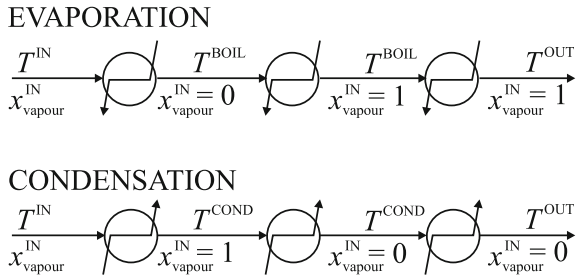 EVAPORATION
T^IN T^BOIL T^BOIL T^OUT
x^IN_vapour x^IN_vapour = 0 x^IN_vapour = 1 x^IN_vapour = 1
CONDENSATION
T^IN T^COND T^COND T^OUT
x^IN_vapour x^IN_vapour = 1 x^IN_vapour = 0 x^IN_vapour = 0